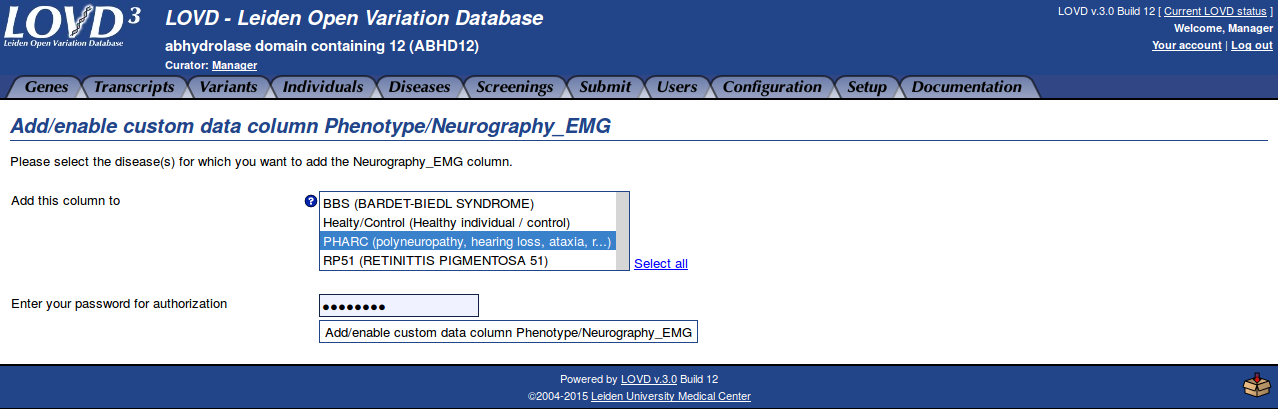 LOVD 3
Leiden Open Variation Database
LOVD - Leiden Open Variation Database
abhydrolase domain containing 12 (ABHD12)
Curator: Manager
LOVD v.3.0 Build 12 [ Current LOVD status ]
Welcome, Manager
Your account | Log out
Genes Transcripts Variants Individuals Diseases Screenings Submit Users Configuration Setup Documentation
Add/enable custom data column Phenotype/Neurography_EMG
Please select the disease(s) for which you want to add the Neurography_EMG column.
Add this column to ?
BBS (BARDET-BIEDL SYNDROME)
Healty/Control (Healthy individual / control)
PHARC (polyneuropathy, hearing loss, ataxia, r...)
RP51 (RETINITTIS PIGMENTOSA 51)
Select all
Enter your password for authorization ●●●●●●●●
Add/enable custom data column Phenotype/Neurography_EMG
Powered by LOVD v.3.0 Build 12
©2004-2015 Leiden University Medical Center